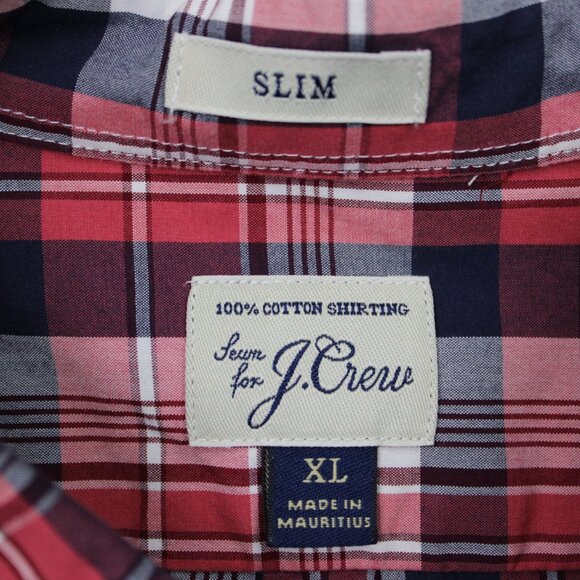 SLIM
100% COTTON SHIRTING
Sewn
for J.Crew
XL
MADE IN
MAURITIUS